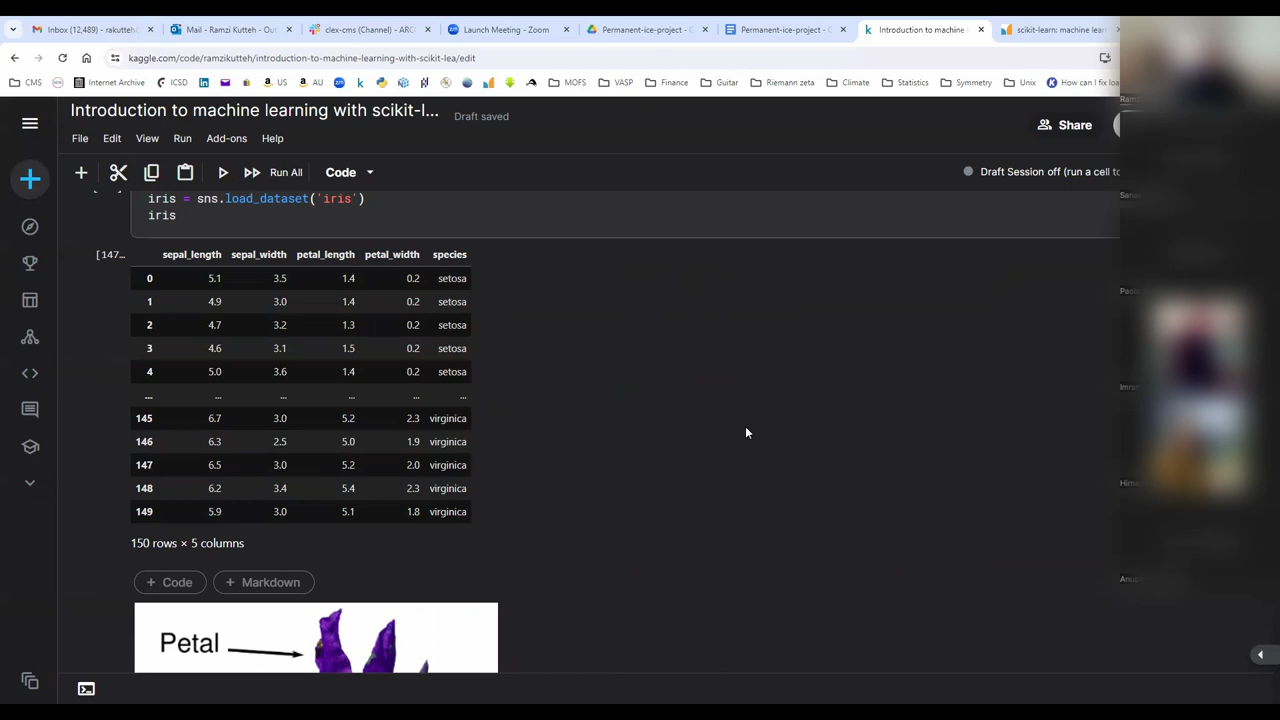 Inbox (12,489) - rakutteh
Mail - Ramzi Kutteh - Ou
clex-cms (Channel) - ARC
Launch Meeting - Zoom
Permanent-ice-project - G
Permanent-ice-project - G
Introduction to machine l
scikit-learn: machine lear
kaggle.com/code/ramzikutteh/introduction-to-machine-learning-with-scikit-lea/edit
CMS
Internet Archive
ICSD
US
AU
MOFS
VASP
Finance
Guitar
Riemann zeta
Climate
Statistics
Symmetry
Unix
How can I fix loa
Introduction to machine learning with scikit-l...
Draft saved
Share
File Edit View Run Add-ons Help
Run All
Code
Draft Session off (run a cell to
iris = sns.load_dataset('iris')
iris
[147...
sepal_length sepal_width petal_length petal_width species
0 5.1 3.5 1.4 0.2 setosa
1 4.9 3.0 1.4 0.2 setosa
2 4.7 3.2 1.3 0.2 setosa
3 4.6 3.1 1.5 0.2 setosa
4 5.0 3.6 1.4 0.2 setosa
... ... ... ... ... ...
145 6.7 3.0 5.2 2.3 virginica
146 6.3 2.5 5.0 1.9 virginica
147 6.5 3.0 5.2 2.0 virginica
148 6.2 3.4 5.4 2.3 virginica
149 5.9 3.0 5.1 1.8 virginica
150 rows × 5 columns
+ Code
+ Markdown
Petal